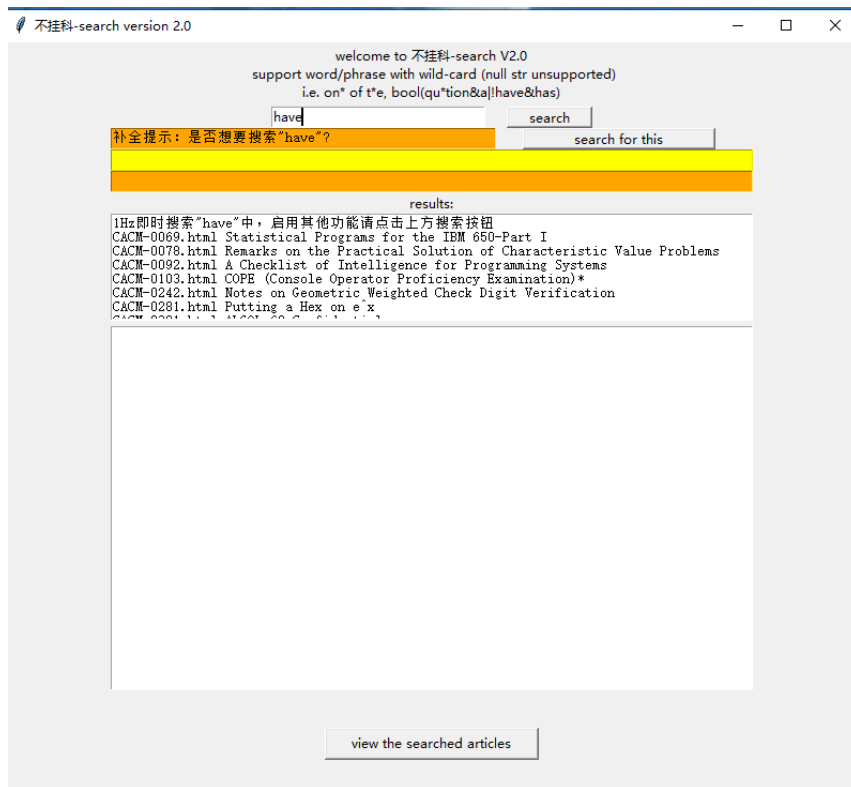 不挂科-search version 2.0
welcome to 不挂科-search V2.0
support word/phrase with wild-card (null str unsupported)
i.e. on* of t*e, bool(qu*tion&a|!have&has)
have
search
补全提示: 是否想要搜索"have"?
search for this
results:
1Hz即时搜索"have"中，启用其他功能请点击上方搜索按钮
CACM-0069.html Statistical Programs for the IBM 650-Part I
CACM-0078.html Remarks on the Practical Solution of Characteristic Value Problems
CACM-0092.html A Checklist of Intelligence for Programming Systems
CACM-0103.html COPE (Console Operator Proficiency Examination)*
CACM-0242.html Notes on Geometric Weighted Check Digit Verification
CACM-0281.html Putting a Hex on e^x
view the searched articles